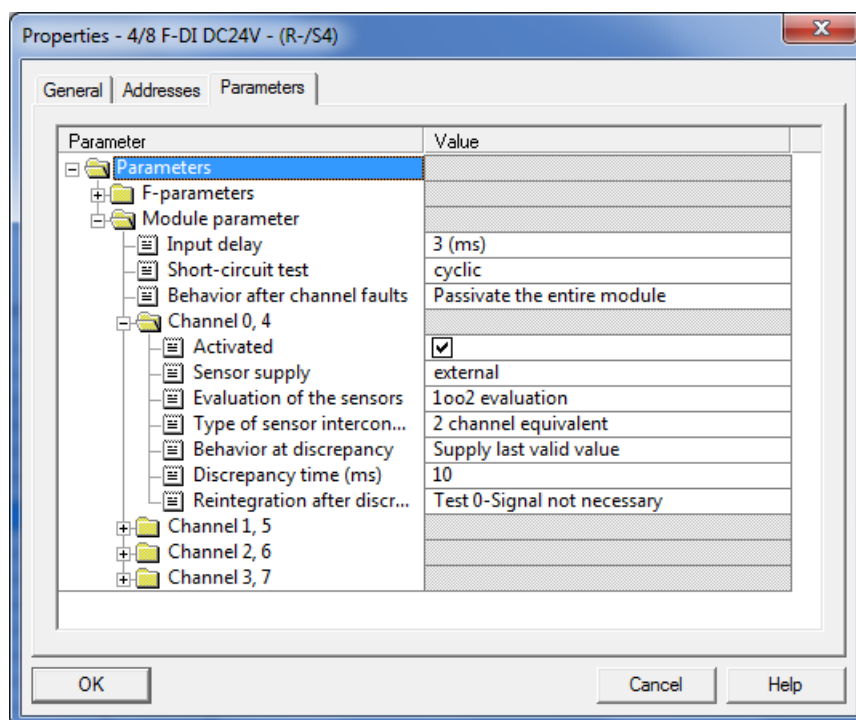 Properties - 4/8 F-DI DC24V - (R-/S4)
General Addresses Parameters
Parameter Value
Parameters
F-parameters
Module parameter
Input delay 3 (ms)
Short-circuit test cyclic
Behavior after channel faults Passivate the entire module
Channel 0, 4
Activated
Sensor supply external
Evaluation of the sensors 1oo2 evaluation
Type of sensor intercon... 2 channel equivalent
Behavior at discrepancy Supply last valid value
Discrepancy time (ms) 10
Reintegration after discr... Test 0-Signal not necessary
Channel 1, 5
Channel 2, 6
Channel 3, 7
OK Cancel Help